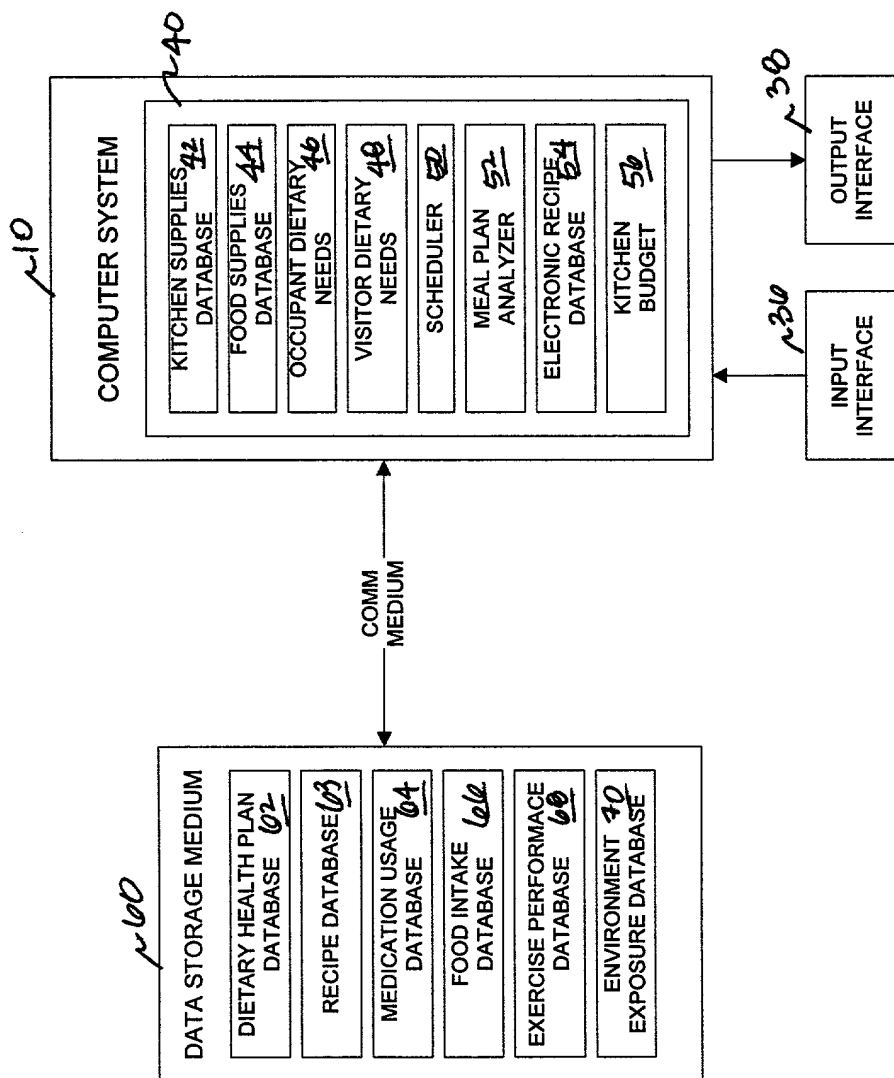 ~10
COMPUTER SYSTEM
~40
KITCHEN SUPPLIES
DATABASE 42
FOOD SUPPLIES
DATABASE 44
OCCUPANT DIETARY
NEEDS 46
VISITOR DIETARY
NEEDS 48
SCHEDULER 50
MEAL PLAN
ANALYZER 52
ELECTRONIC RECIPE
DATABASE 54
KITCHEN
BUDGET 56
INPUT
INTERFACE
~36
OUTPUT
INTERFACE
~38
COMM
MEDIUM
~60
DATA STORAGE MEDIUM
DIETARY HEALTH PLAN
DATABASE 62
RECIPE DATABASE 63
MEDICATION USAGE
DATABASE 64
FOOD INTAKE
DATABASE 66
EXERCISE PERFORMACE
DATABASE 68
ENVIRONMENT 70
EXPOSURE DATABASE